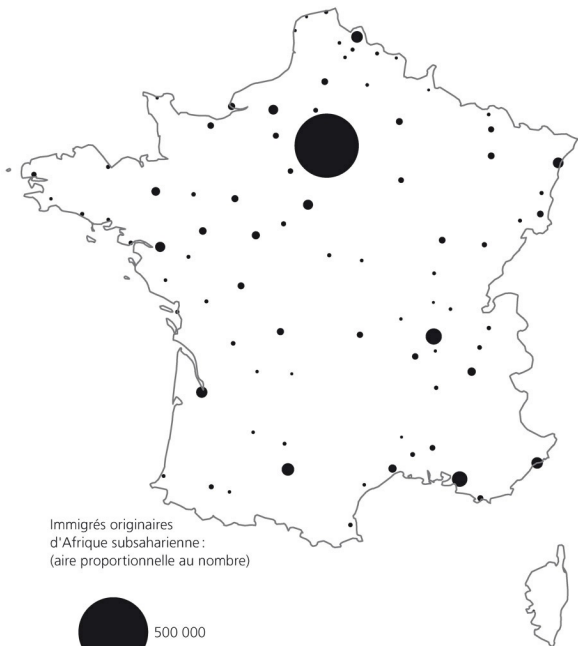 Immigrés originaires
d'Afrique subsaharienne :
(aire proportionnelle au nombre)
500 000